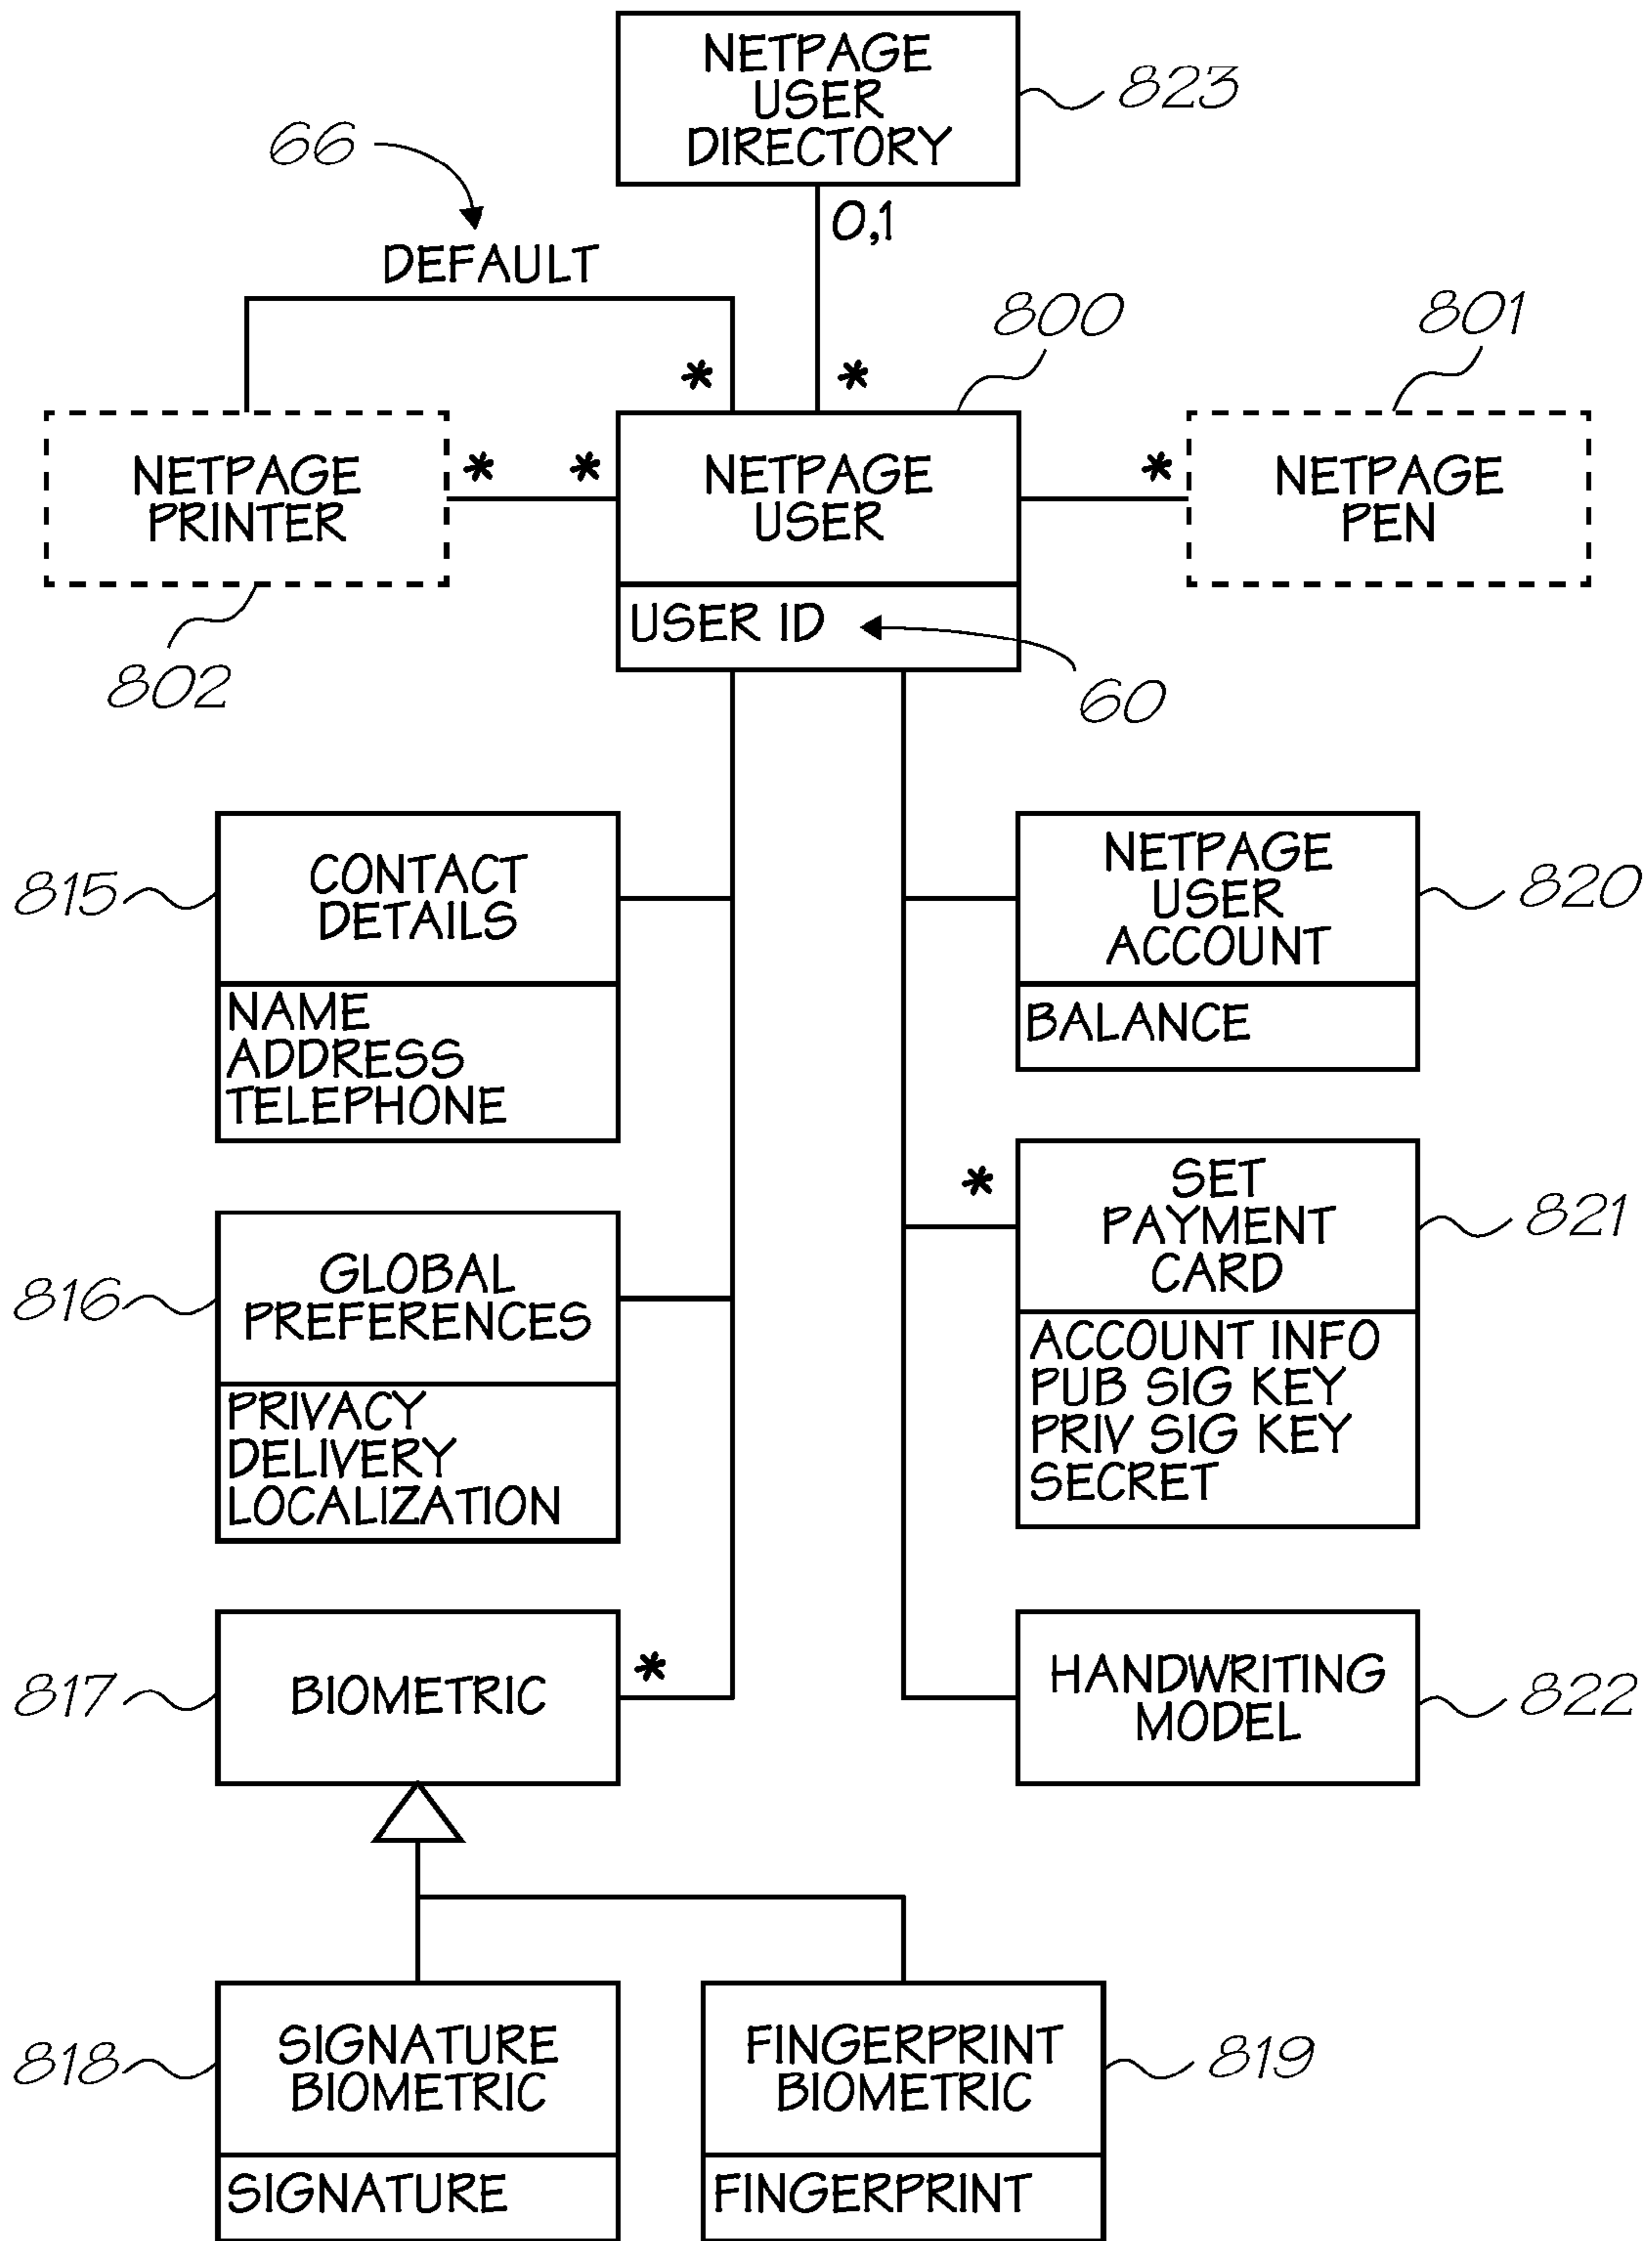 NETPAGE
USER
DIRECTORY
823
66
0,1
DEFAULT
800
801
*
*
NETPAGE
PRINTER
*
*
NETPAGE
USER
*
NETPAGE
PEN
USER ID
802
60
815
CONTACT
DETAILS
NAME
ADDRESS
TELEPHONE
NETPAGE
USER
ACCOUNT
820
BALANCE
*
SET
PAYMENT
CARD
821
ACCOUNT INFO
PUB SIG KEY
PRIV SIG KEY
SECRET
816
GLOBAL
PREFERENCES
PRIVACY
DELIVERY
LOCALIZATION
817
BIOMETRIC
*
HANDWRITING
MODEL
822
818
SIGNATURE
BIOMETRIC
SIGNATURE
FINGERPRINT
BIOMETRIC
819
FINGERPRINT